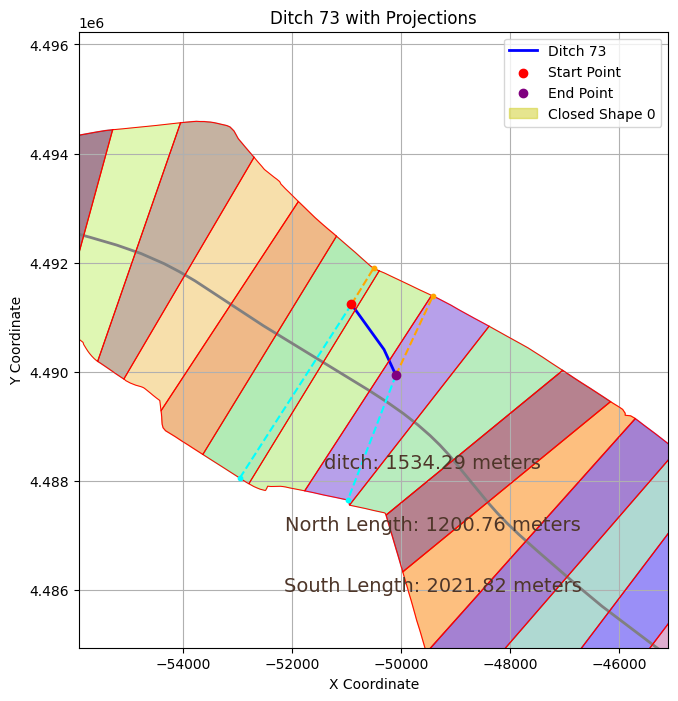 Ditch 73 with Projections
1e6
Ditch 73
Start Point
End Point
Closed Shape 0
4.496
4.494
4.492
4.490
4.488
4.486
Y Coordinate
ditch: 1534.29 meters
North Length: 1200.76 meters
South Length: 2021.82 meters
−54000
−52000
−50000
−48000
−46000
X Coordinate